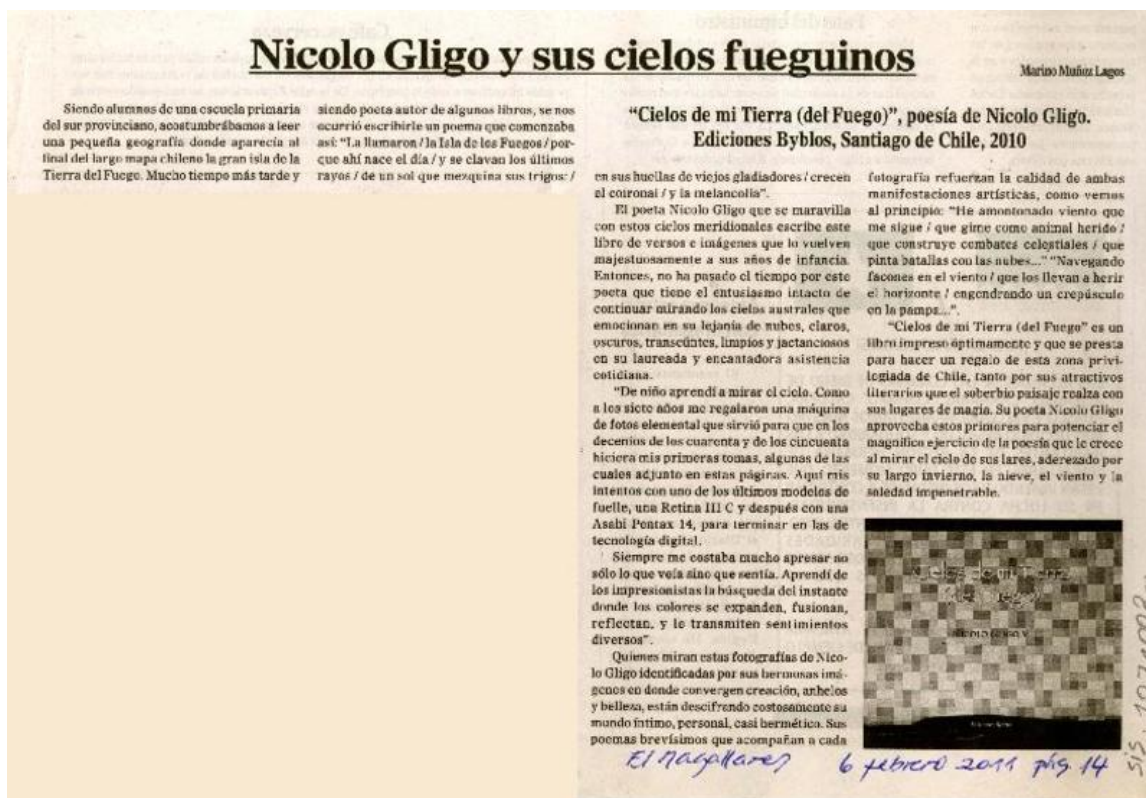 Nicolo Gligo y sus cielos fueguinos
Marino Muñoz Lagos
Siendo alumnos de una escuela primaria
del sur provinciano, acostumbrábamos a leer
una pequeña geografía donde aparecía al
final del largo mapa chileno la gran isla de la
Tierra del Fuego. Mucho tiempo más tarde y
siendo poeta autor de algunos libros, se nos
ocurrió escribirle un poema que comenzaba
así: "La llamaron / la Isla de los Fuegos / por-
que ahí nace el día / y se clavan los últimos
rayos / de un sol que mezquina sus trigos: /
"Cielos de mi Tierra (del Fuego)", poesía de Nicolo Gligo.
Ediciones Byblos, Santiago de Chile, 2010
en sus huellas de viejos gladiadores / crecen
el coironal / y la melancolía".
El poeta Nicolo Gligo que se maravilla
con estos cielos meridionales escribe este
libro de versos e imágenes que lo vuelven
majestuosamente a sus años de infancia.
Entonces, no ha pasado el tiempo por este
poeta que tiene el entusiasmo intacto de
continuar mirando los cielos australes que
emocionan en su lejanía de nubes, claros,
oscuros, transeúntes, limpios y jactanciosos
en su laureada y encantadora asistencia
cotidiana.
"De niño aprendí a mirar el cielo. Como
a los siete años me regalaron una máquina
de fotos elemental que sirvió para que en los
decenios de los cuarenta y de los cincuenta
hiciera mis primeras tomas, algunas de las
cuales adjunto en estas páginas. Aquí mis
intentos con uno de los últimos modelos de
fuelle, una Retina III C y después con una
Asahi Pentax 14, para terminar en las de
tecnología digital.
Siempre me costaba mucho apresar no
sólo lo que veía sino que sentía. Aprendí de
los impresionistas la búsqueda del instante
donde los colores se expanden, fusionan,
reflectan, y le transmiten sentimientos
diversos".
Quienes miran estas fotografías de Nico-
lo Gligo identificadas por sus hermosas imá-
genes en donde convergen creación, anhelos
y belleza, están descifrando costosamente su
mundo íntimo, personal, casi hermético. Sus
poemas brevísimos que acompañan a cada
fotografía refuerzan la calidad de ambas
manifestaciones artísticas, como vemos
al principio: "He amontonado viento que
me sigue / que gime como animal herido /
que construye combates celestiales / que
pinta batallas con las nubes..." "Navegando
facones en el viento / que los llevan a herir
el horizonte / engendrando un crepúsculo
en la pampa...".
"Cielos de mi Tierra (del Fuego" es un
libro impreso óptimamente y que se presta
para hacer un regalo de esta zona privi-
legiada de Chile, tanto por sus atractivos
literarios que el soberbio paisaje realza con
sus lugares de magia. Su poeta Nicolo Gligo
aprovecha estos primores para potenciar el
magnífico ejercicio de la poesía que le crece
al mirar el cielo de sus lares, aderezado por
su largo invierno, la nieve, el viento y la
soledad impenetrable.
Cielos de mi Tierra
(del Fuego)
NICOLO GLIGO V.
El Magallanes 6 febrero 2011 pág. 14